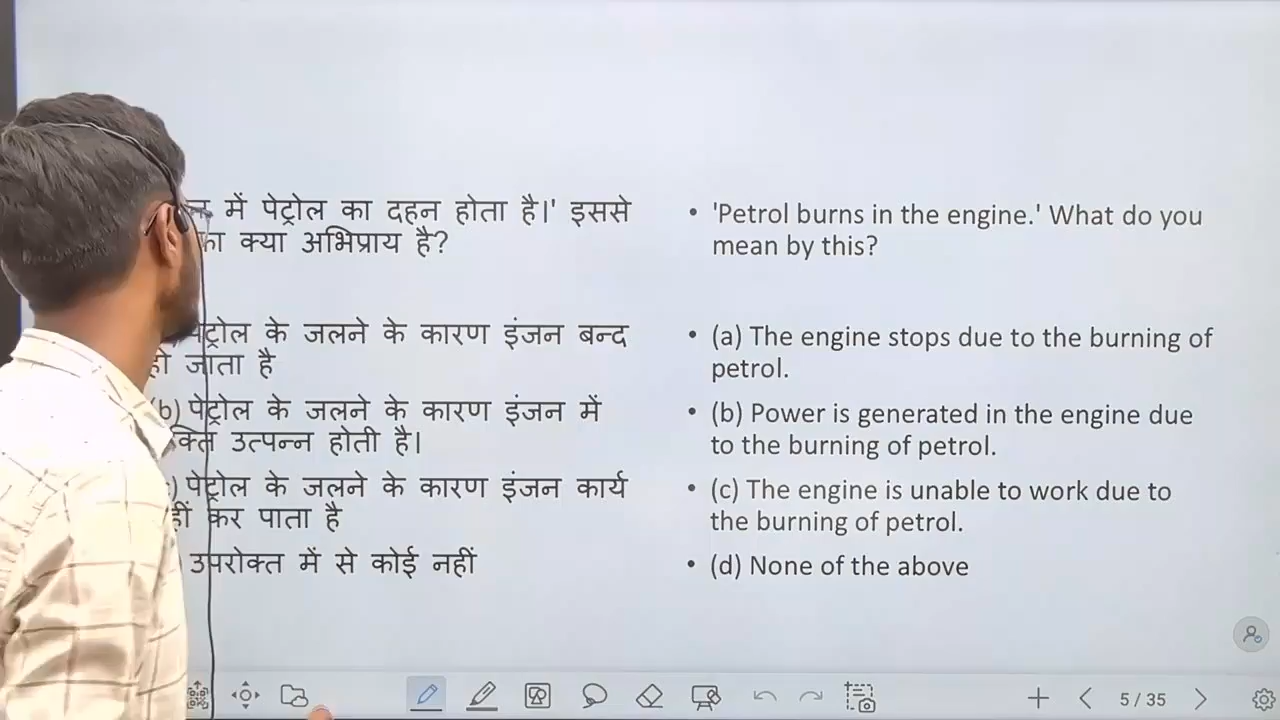 में पेट्रोल का दहन होता है।' इससे
का क्या अभिप्राय है?
पेट्रोल के जलने के कारण इंजन बन्द
हो जाता है
(b) पेट्रोल के जलने के कारण इंजन में
उत्पन्न होती है।
पेट्रोल के जलने के कारण इंजन कार्य
कर पाता है
उपरोक्त में से कोई नहीं
• 'Petrol burns in the engine.' What do you
mean by this?
• (a) The engine stops due to the burning of
petrol.
• (b) Power is generated in the engine due
to the burning of petrol.
• (c) The engine is unable to work due to
the burning of petrol.
• (d) None of the above
5 / 35